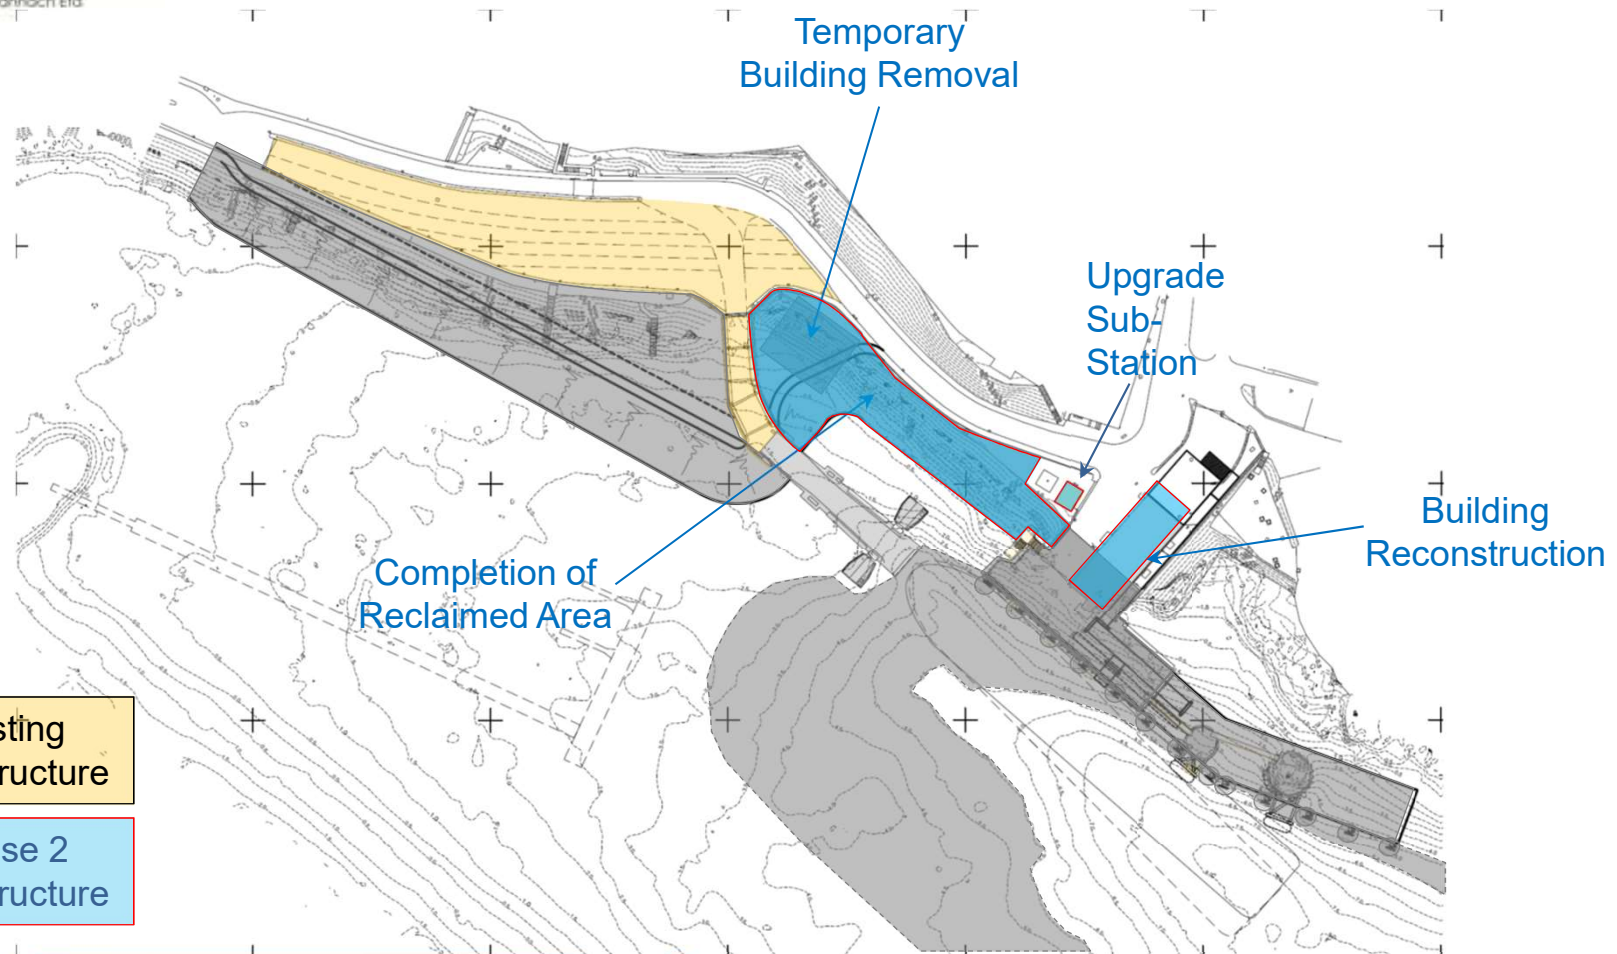 Temporary
Building Removal
Upgrade
Sub-
Station
Building
Reconstruction
Completion of
Reclaimed Area
sting
ructure
se 2
ructure